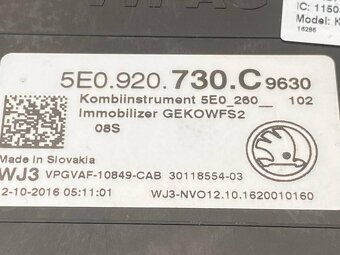 IC: 1150
Model: K
16286
5E0.920.730.C 9630
Kombiinstrument 5E0_260__ 102
Immobilizer GEKOWFS2
08S
Made in Slovakia
WJ3 VPGVAF-10849-CAB 30118554-03
2-10-2016 05:11:01 WJ3-NVO12.10.1620010160